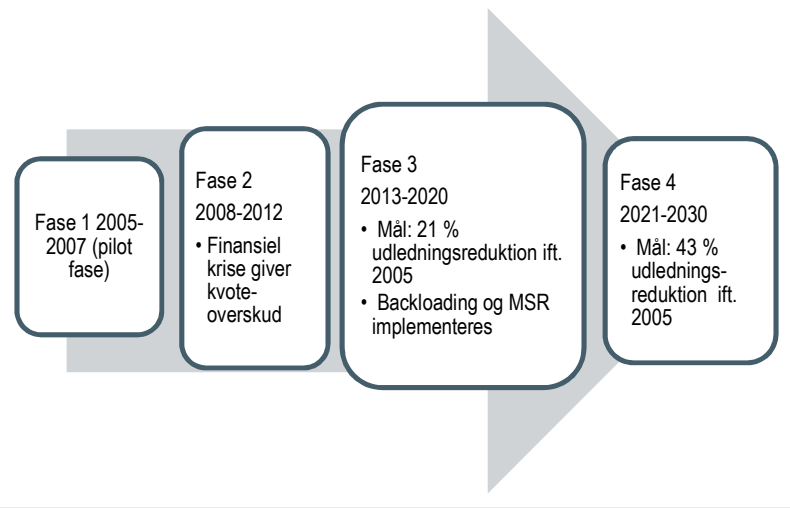 Fase 1 2005-
2007 (pilot
fase)
Fase 2
2008-2012
• Finansiel
krise giver
kvote-
overskud
Fase 3
2013-2020
• Mål: 21 %
udledningsreduktion ift.
2005
• Backloading og MSR
implementeres
Fase 4
2021-2030
• Mål: 43 %
udlednings-
reduktion ift.
2005